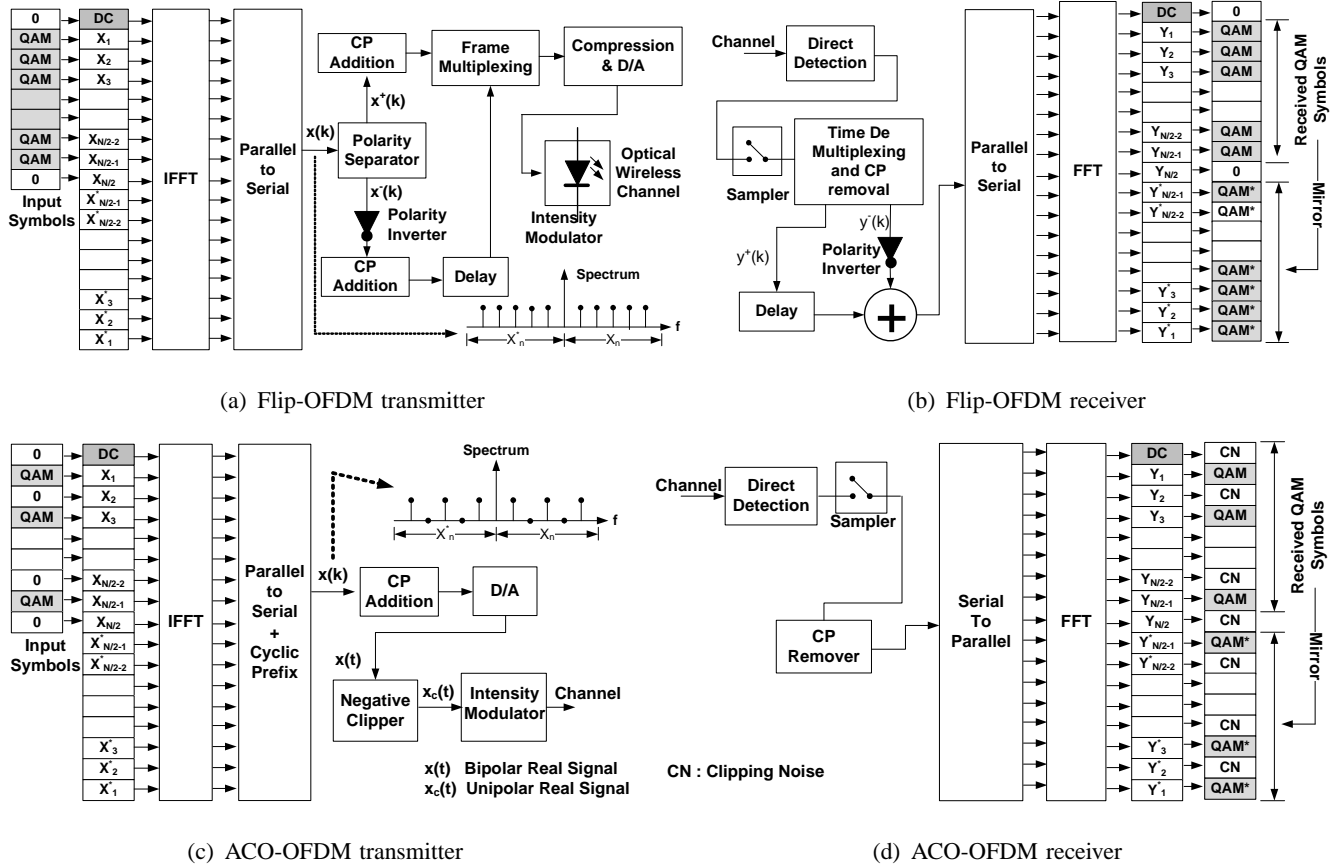 0
QAM
QAM
QAM
QAM
QAM
0
Input
Symbols
DC
X1
X2
X3
XN/2-2
XN/2-1
XN/2
X*N/2-1
X*N/2-2
X*3
X*2
X*1
IFFT
Parallel
to
Serial
x(k)
CP
Addition
x+(k)
Polarity
Separator
x-(k)
Polarity
Inverter
CP
Addition
Delay
Frame
Multiplexing
Compression
& D/A
Optical
Wireless
Channel
Intensity
Modulator
Spectrum
f
X*n
Xn
(a) Flip-OFDM transmitter
Channel
Direct
Detection
Sampler
Time De
Multiplexing
and CP
removal
y+(k)
y-(k)
Polarity
Inverter
Delay
+
Parallel
to
Serial
FFT
DC
Y1
Y2
Y3
YN/2-2
YN/2-1
YN/2
Y*N/2-1
Y*N/2-2
Y*3
Y*2
Y*1
0
QAM
QAM
QAM
QAM
QAM
0
QAM*
QAM*
QAM*
QAM*
QAM*
QAM*
Received QAM
Symbols
Mirror
(b) Flip-OFDM receiver
0
QAM
0
QAM
0
QAM
0
Input
Symbols
DC
X1
X2
X3
XN/2-2
XN/2-1
XN/2
X*N/2-1
X*N/2-2
X*3
X*2
X*1
IFFT
Parallel
to
Serial
+
Cyclic
Prefix
x(k)
Spectrum
f
X*n
Xn
CP
Addition
D/A
x(t)
Negative
Clipper
xc(t)
Intensity
Modulator
Channel
x(t) Bipolar Real Signal
xc(t) Unipolar Real Signal
(c) ACO-OFDM transmitter
Channel
Direct
Detection
Sampler
CP
Remover
CN : Clipping Noise
Serial
To
Parallel
FFT
DC
Y1
Y2
Y3
YN/2-2
YN/2-1
YN/2
Y*N/2-1
Y*N/2-2
Y*3
Y*2
Y*1
CN
QAM
CN
QAM
CN
QAM
CN
QAM*
CN
CN
QAM*
CN
QAM*
Received QAM
Symbols
Mirror
(d) ACO-OFDM receiver